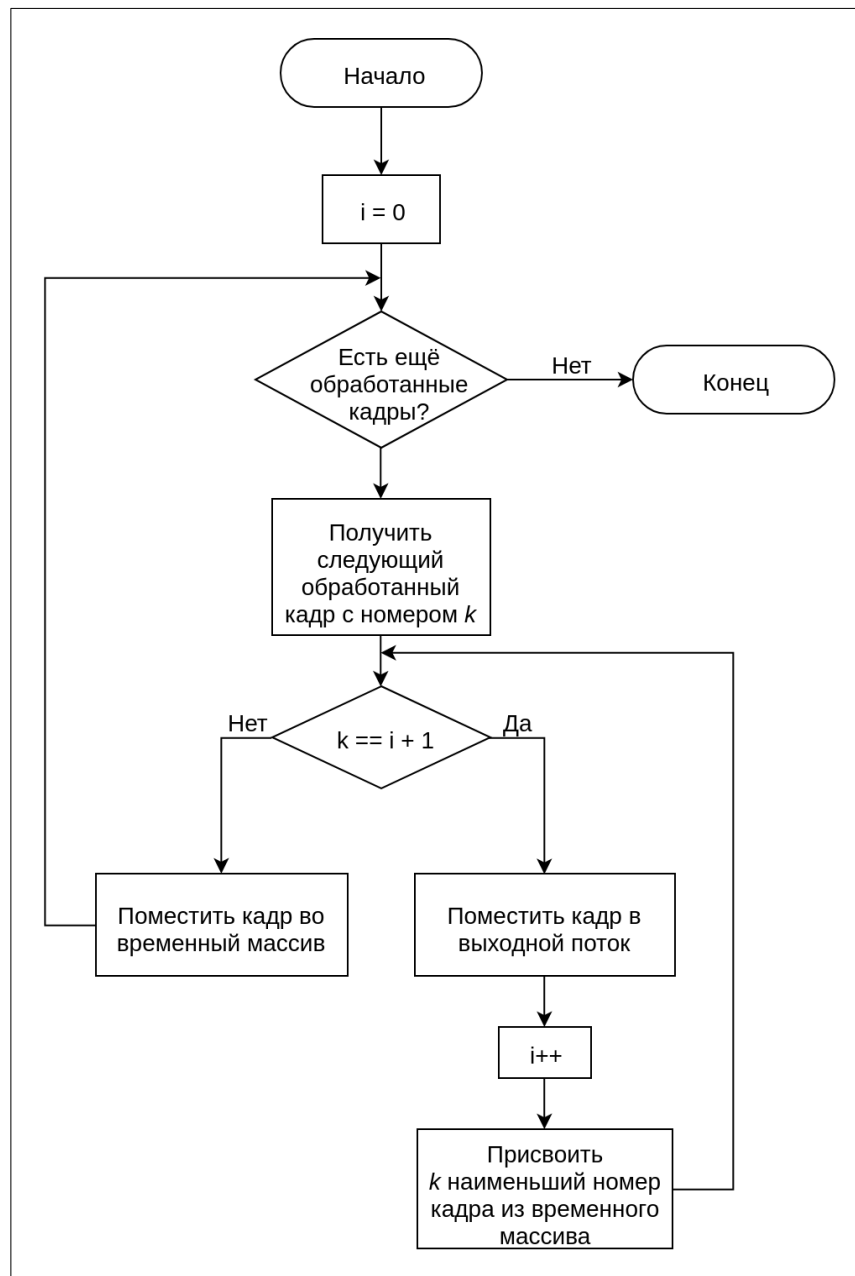 Начало
i = 0
Есть ещё
обработанные
кадры?
Нет
Конец
Получить
следующий
обработанный
кадр с номером k
Нет
k == i + 1
Да
Поместить кадр во
временный массив
Поместить кадр в
выходной поток
i++
Присвоить
k наименьший номер
кадра из временного
массива